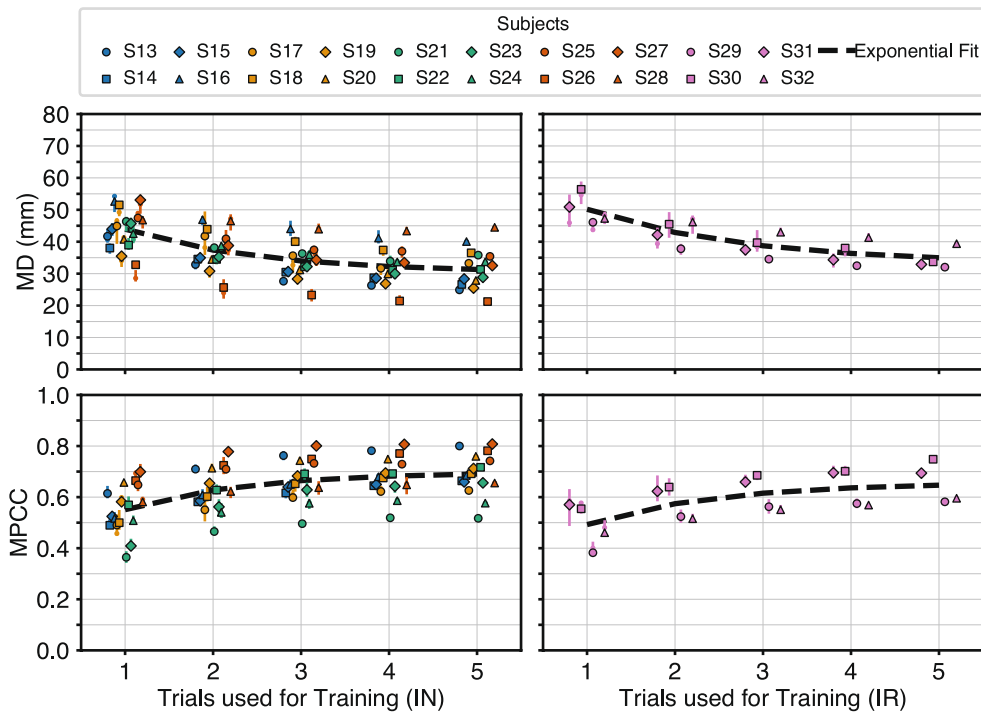 Subjects
S13 S15 S17 S19 S21 S23 S25 S27 S29 S31 Exponential Fit
S14 S16 S18 S20 S22 S24 S26 S28 S30 S32
MD (mm)
80
70
60
50
40
30
20
10
0
MPCC
1.0
0.8
0.6
0.4
0.2
0.0
1 2 3 4 5
Trials used for Training (IN)
1 2 3 4 5
Trials used for Training (IR)